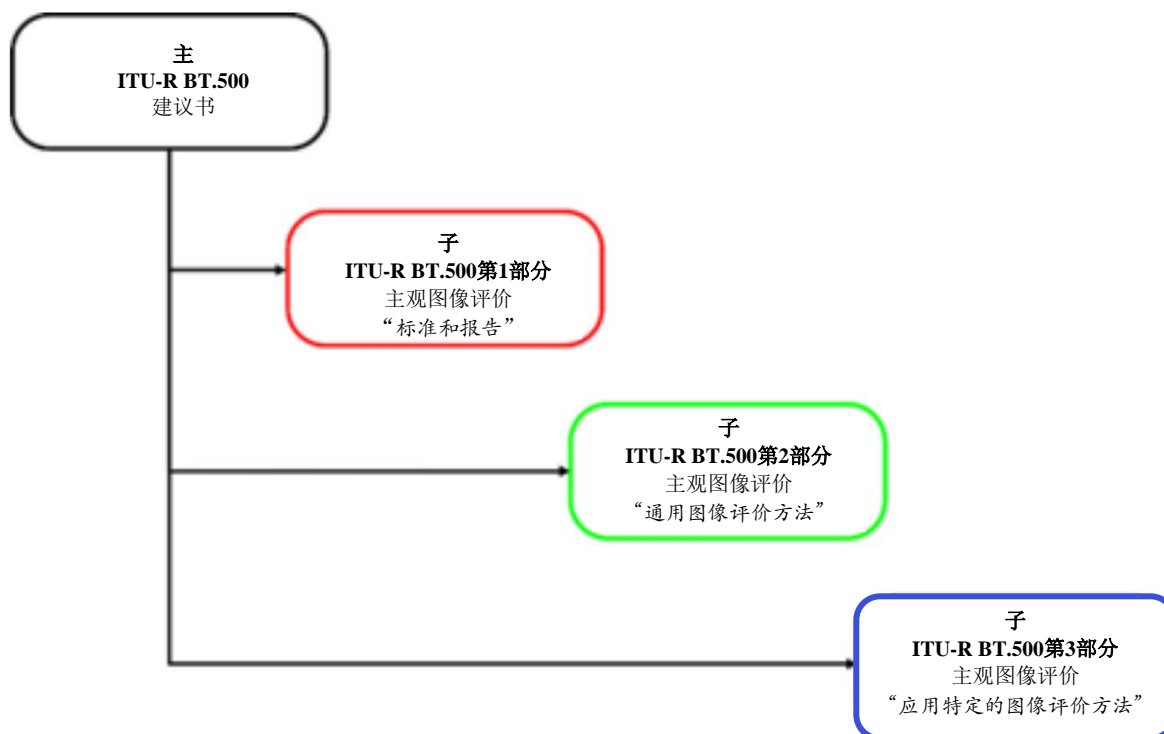 主
ITU-R BT.500
建议书
子
ITU-R BT.500第1部分
主观图像评价
“标准和报告”
子
ITU-R BT.500第2部分
主观图像评价
“通用图像评价方法”
子
ITU-R BT.500第3部分
主观图像评价
“应用特定的图像评价方法”